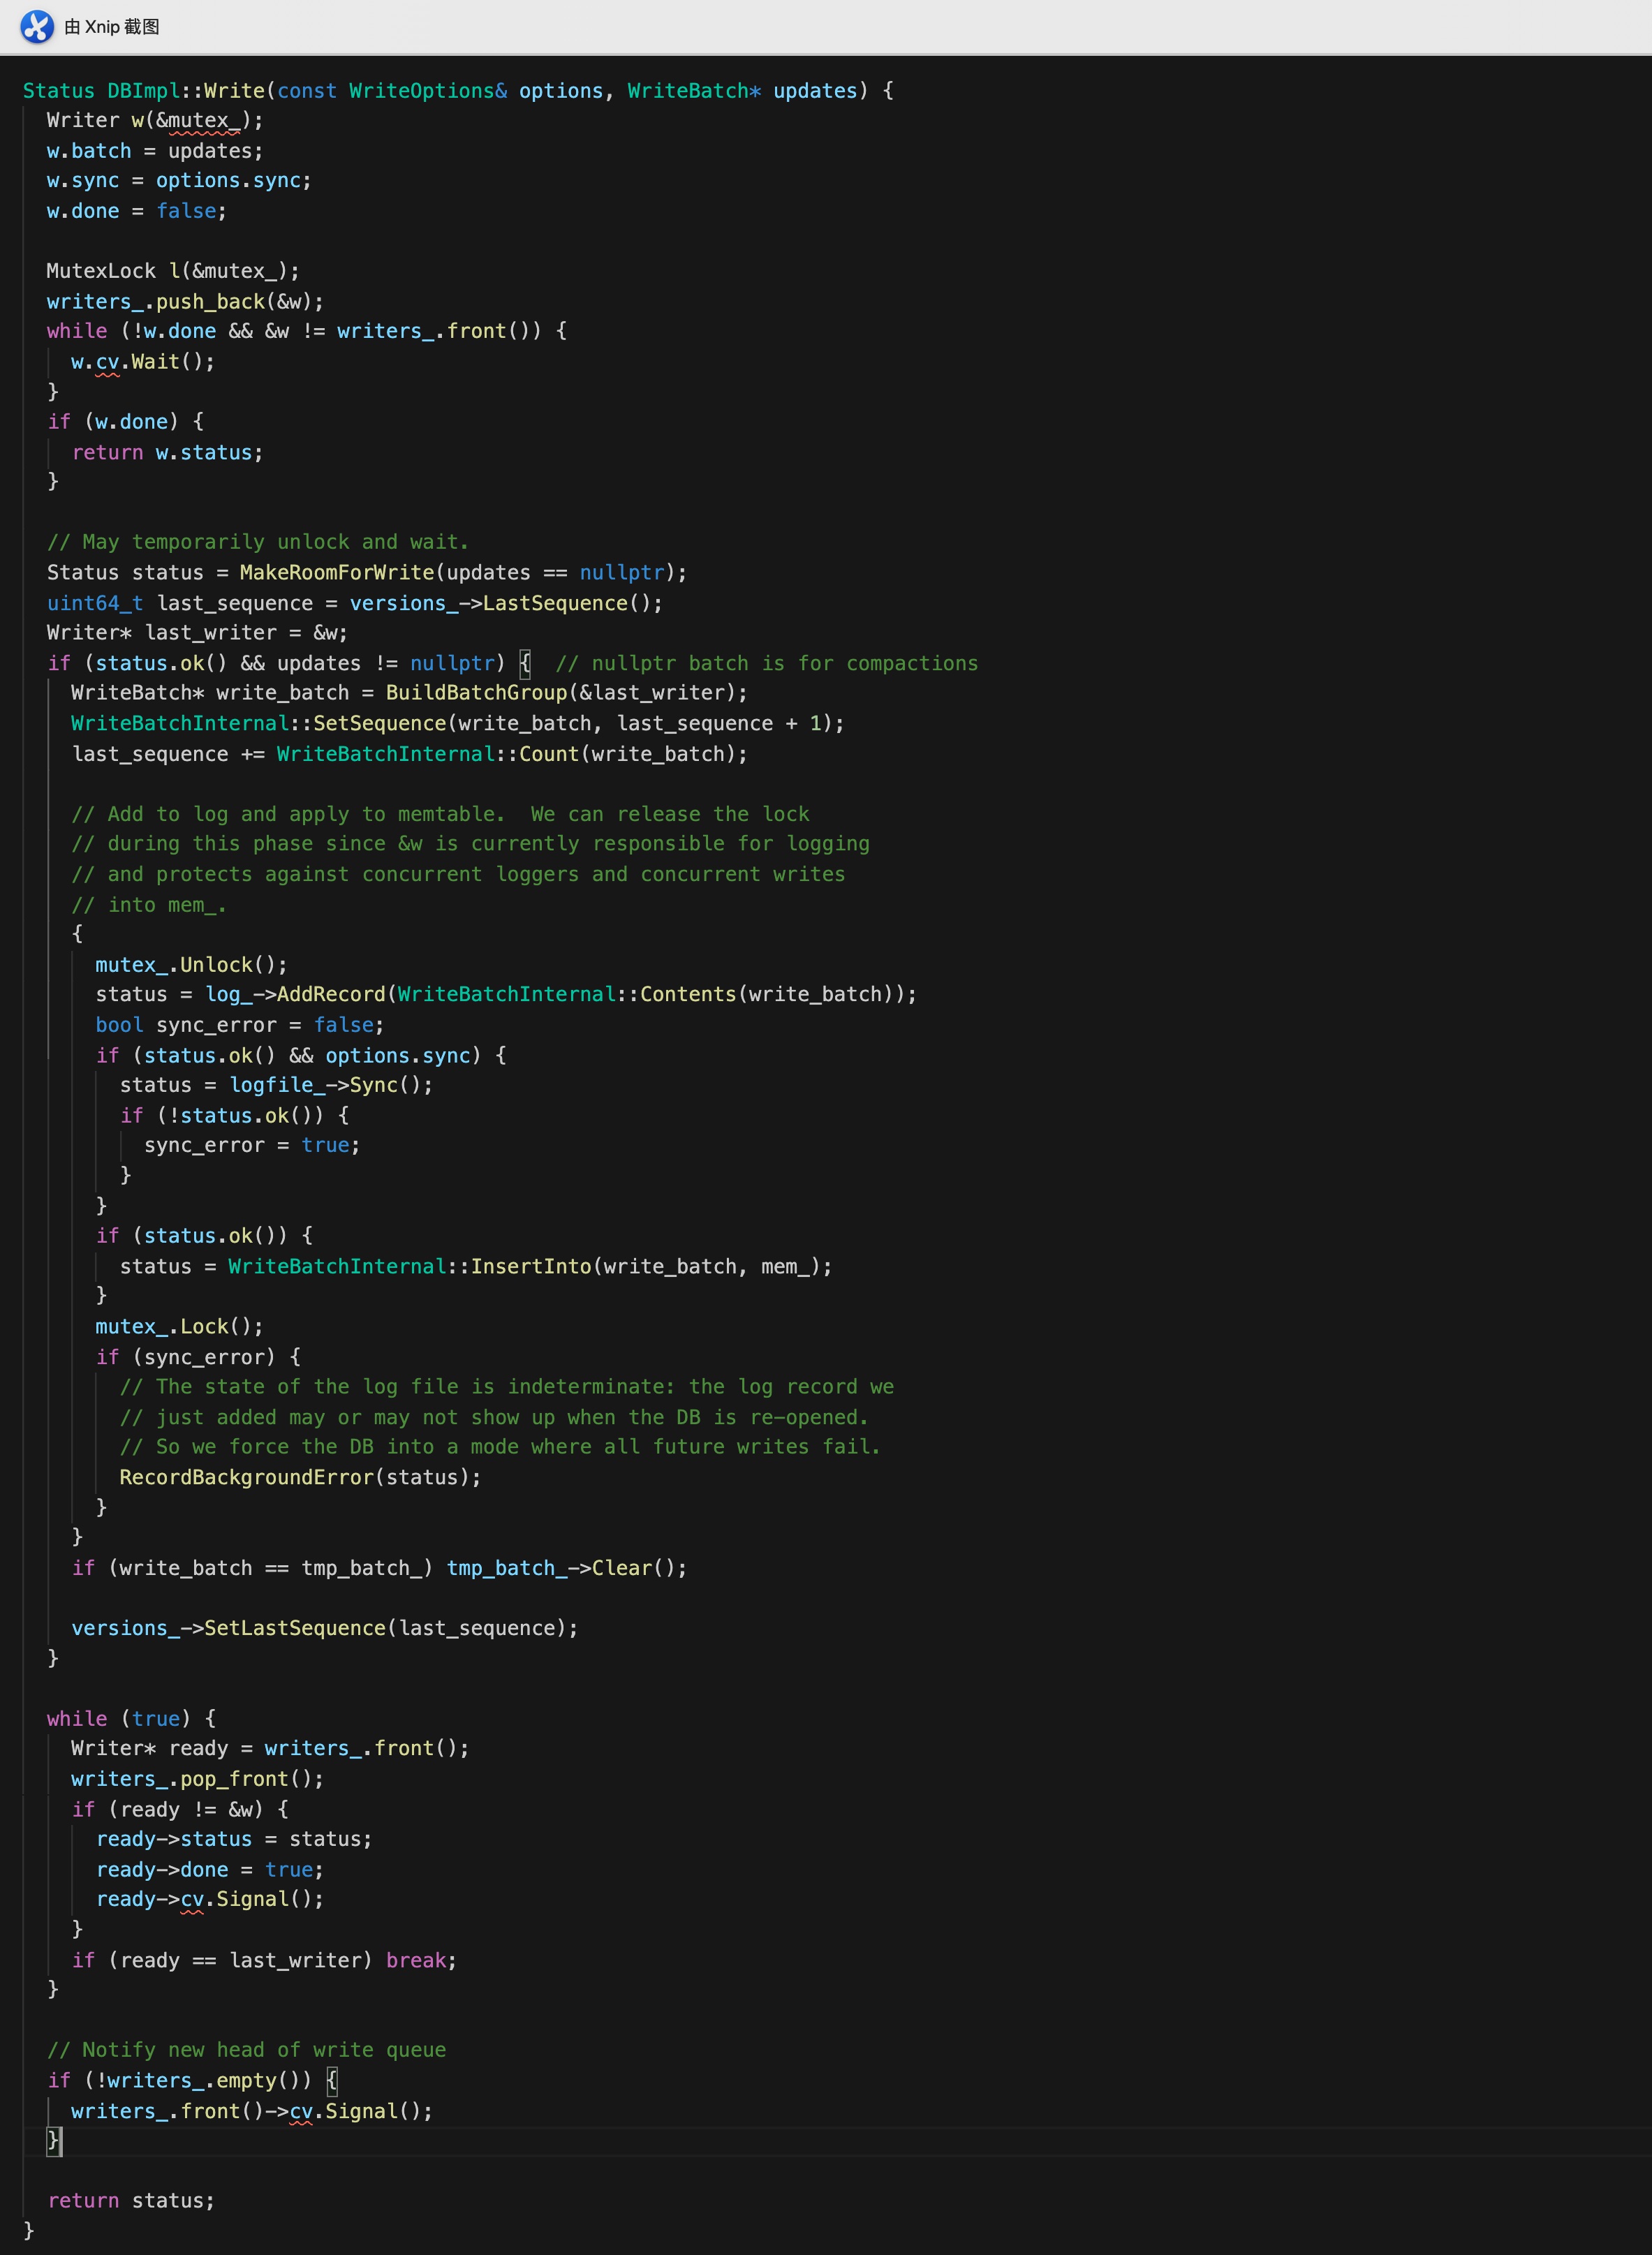 由 Xnip 截图
Status DBImpl::Write(const WriteOptions& options, WriteBatch* updates) {
  Writer w(&mutex_);
  w.batch = updates;
  w.sync = options.sync;
  w.done = false;

  MutexLock l(&mutex_);
  writers_.push_back(&w);
  while (!w.done && &w != writers_.front()) {
    w.cv.Wait();
  }
  if (w.done) {
    return w.status;
  }

  // May temporarily unlock and wait.
  Status status = MakeRoomForWrite(updates == nullptr);
  uint64_t last_sequence = versions_->LastSequence();
  Writer* last_writer = &w;
  if (status.ok() && updates != nullptr) {  // nullptr batch is for compactions
    WriteBatch* write_batch = BuildBatchGroup(&last_writer);
    WriteBatchInternal::SetSequence(write_batch, last_sequence + 1);
    last_sequence += WriteBatchInternal::Count(write_batch);

    // Add to log and apply to memtable.  We can release the lock
    // during this phase since &w is currently responsible for logging
    // and protects against concurrent loggers and concurrent writes
    // into mem_.
    {
      mutex_.Unlock();
      status = log_->AddRecord(WriteBatchInternal::Contents(write_batch));
      bool sync_error = false;
      if (status.ok() && options.sync) {
        status = logfile_->Sync();
        if (!status.ok()) {
          sync_error = true;
        }
      }
      if (status.ok()) {
        status = WriteBatchInternal::InsertInto(write_batch, mem_);
      }
      mutex_.Lock();
      if (sync_error) {
        // The state of the log file is indeterminate: the log record we
        // just added may or may not show up when the DB is re-opened.
        // So we force the DB into a mode where all future writes fail.
        RecordBackgroundError(status);
      }
    }
    if (write_batch == tmp_batch_) tmp_batch_->Clear();

    versions_->SetLastSequence(last_sequence);
  }

  while (true) {
    Writer* ready = writers_.front();
    writers_.pop_front();
    if (ready != &w) {
      ready->status = status;
      ready->done = true;
      ready->cv.Signal();
    }
    if (ready == last_writer) break;
  }

  // Notify new head of write queue
  if (!writers_.empty()) {
    writers_.front()->cv.Signal();
  }

  return status;
}